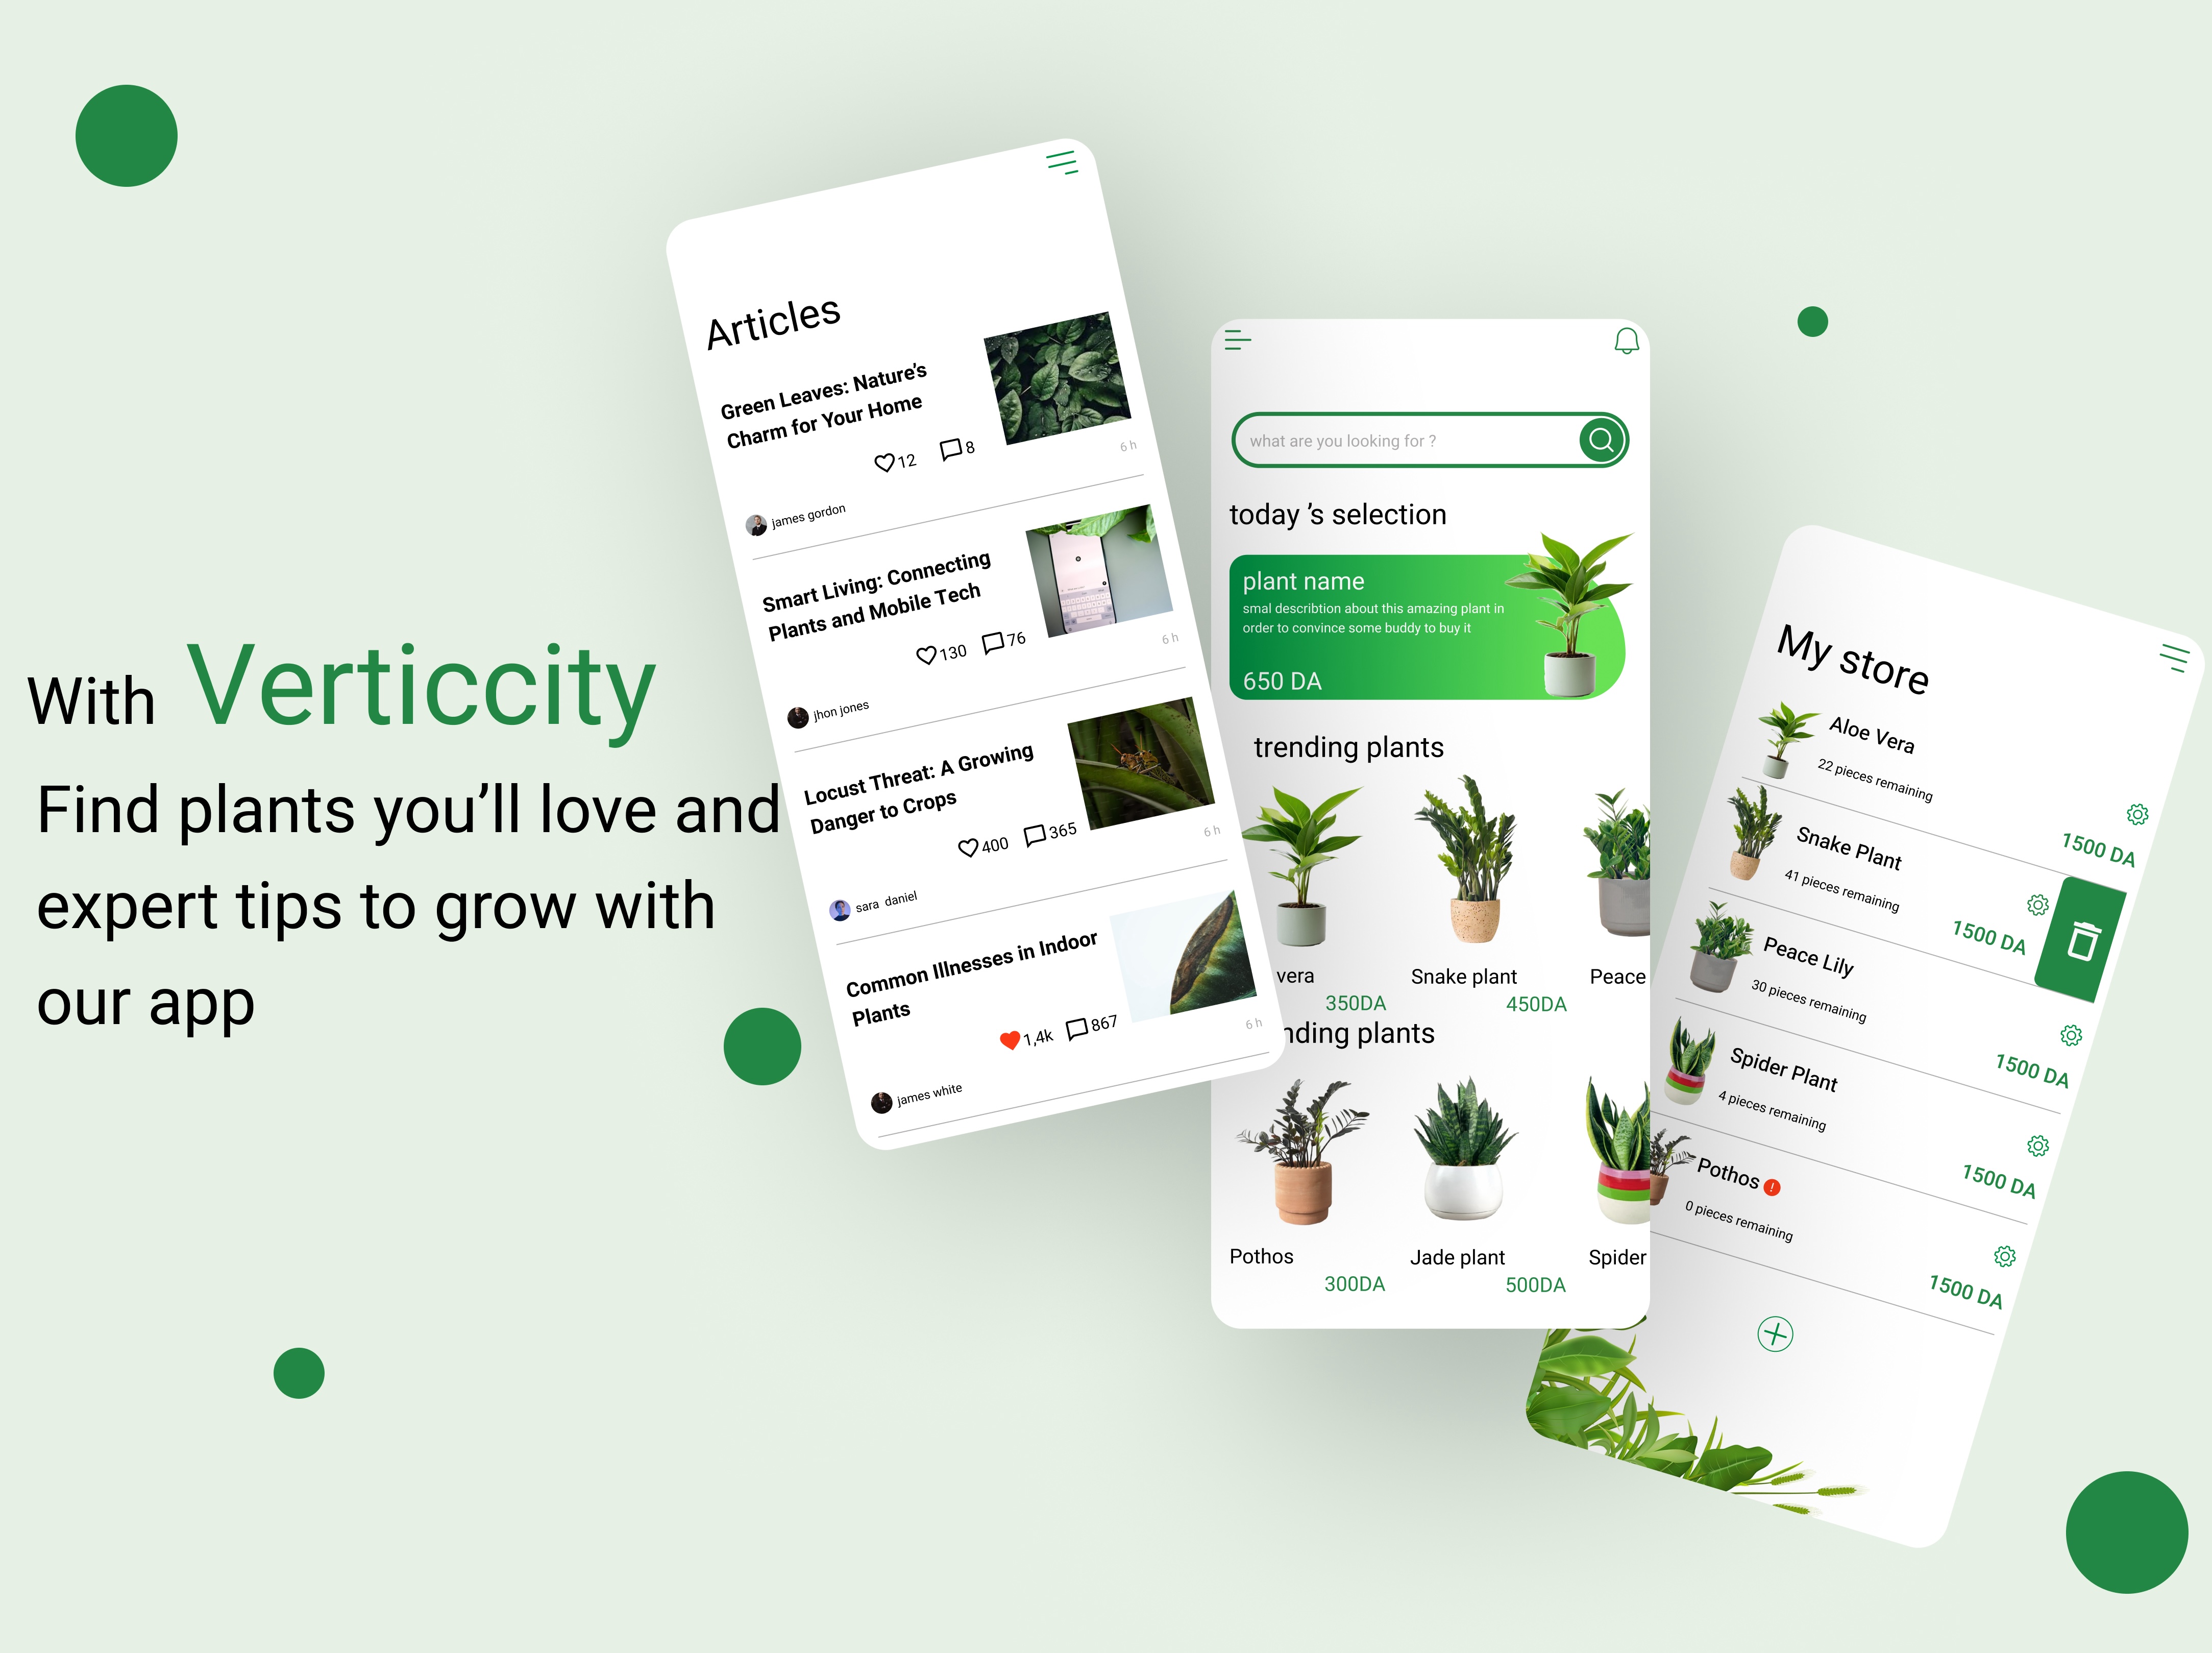 With Verticcity
Find plants you'll love and
expert tips to grow with
our app
Articles
Green Leaves: Nature's
Charm for Your Home
12 8
6 h
james gordon
Smart Living: Connecting
Plants and Mobile Tech
130 76
6 h
jhon jones
Locust Threat: A Growing
Danger to Crops
400 365
6 h
sara daniel
Common Illnesses in Indoor
Plants
1,4k 867
6 h
james white
what are you looking for ?
today 's selection
plant name
smal describtion about this amazing plant in
order to convince some buddy to buy it
650 DA
trending plants
vera Snake plant Peace
350DA 450DA
nding plants
Pothos Jade plant Spider
300DA 500DA
My store
Aloe Vera
22 pieces remaining
1500 DA
Snake Plant
41 pieces remaining
1500 DA
Peace Lily
30 pieces remaining
1500 DA
Spider Plant
4 pieces remaining
1500 DA
Pothos !
0 pieces remaining
1500 DA